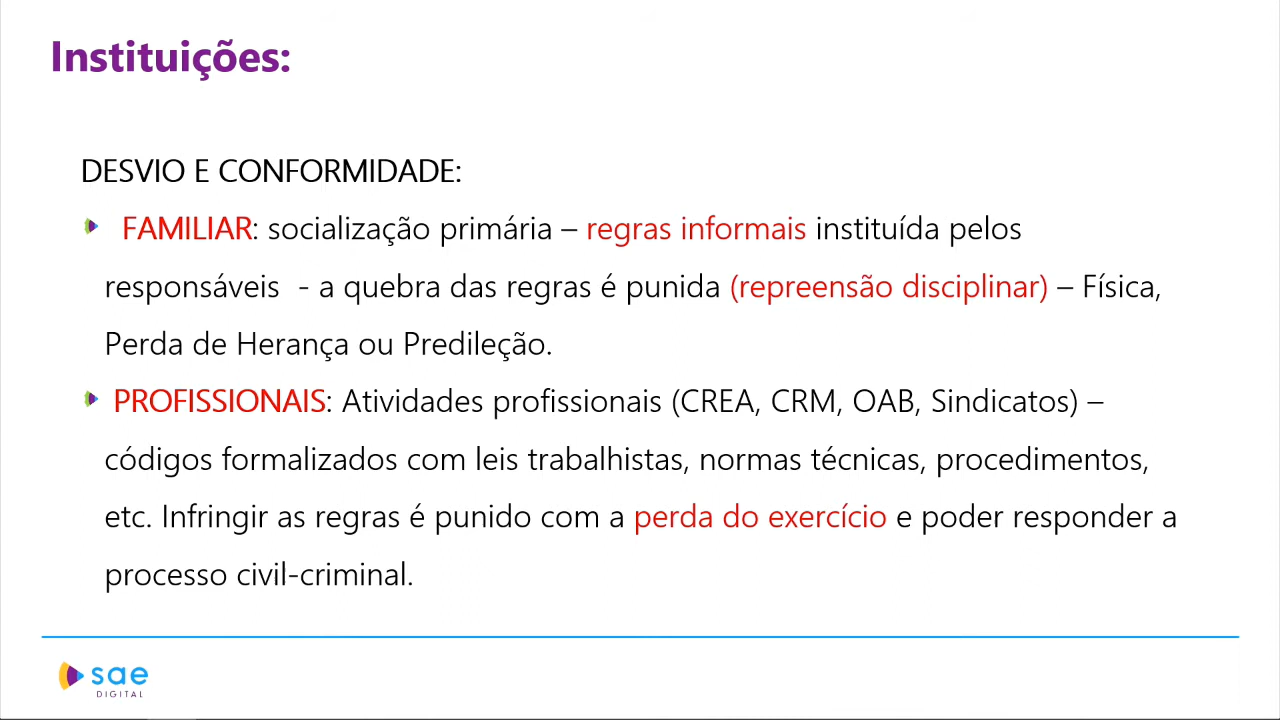 Instituições:
DESVIO E CONFORMIDADE:
FAMILIAR: socialização primária – regras informais instituída pelos
responsáveis - a quebra das regras é punida (repreensão disciplinar) – Física,
Perda de Herança ou Predileção.
PROFISSIONAIS: Atividades profissionais (CREA, CRM, OAB, Sindicatos) –
códigos formalizados com leis trabalhistas, normas técnicas, procedimentos,
etc. Infringir as regras é punido com a perda do exercício e poder responder a
processo civil-criminal.
sae
DIGITAL